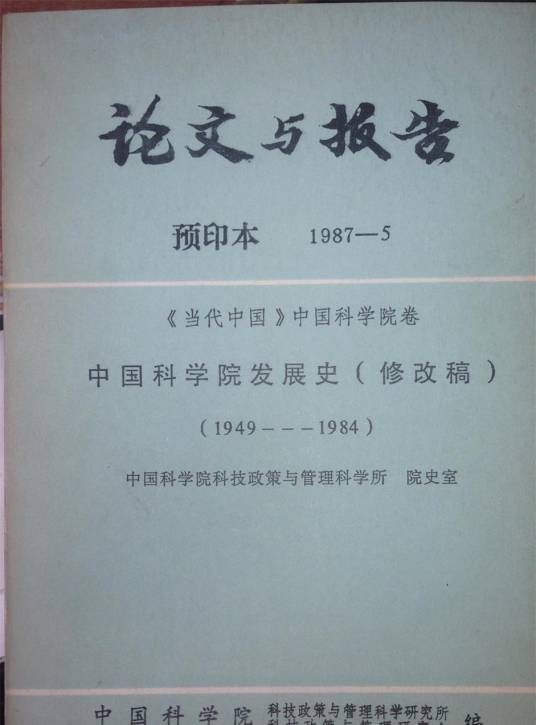 论文与报告
预印本 1987—5
《当代中国》中国科学院卷
中国科学院发展史(修改稿)
(1949---1984)
中国科学院科技政策与管理科学所 院史室
中国科学院 科技政策与管理科学研究所 编